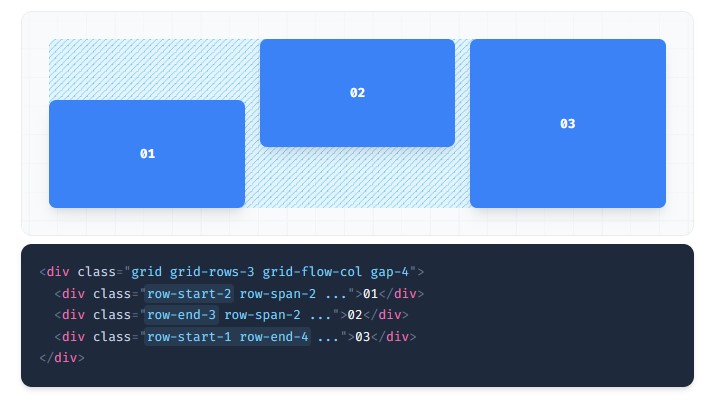 02
03
01
<div class="grid grid-rows-3 grid-flow-col gap-4">
<div class="row-start-2 row-span-2 ...">01</div>
<div class="row-end-3 row-span-2 ...">02</div>
<div class="row-start-1 row-end-4 ...">03</div>
</div>